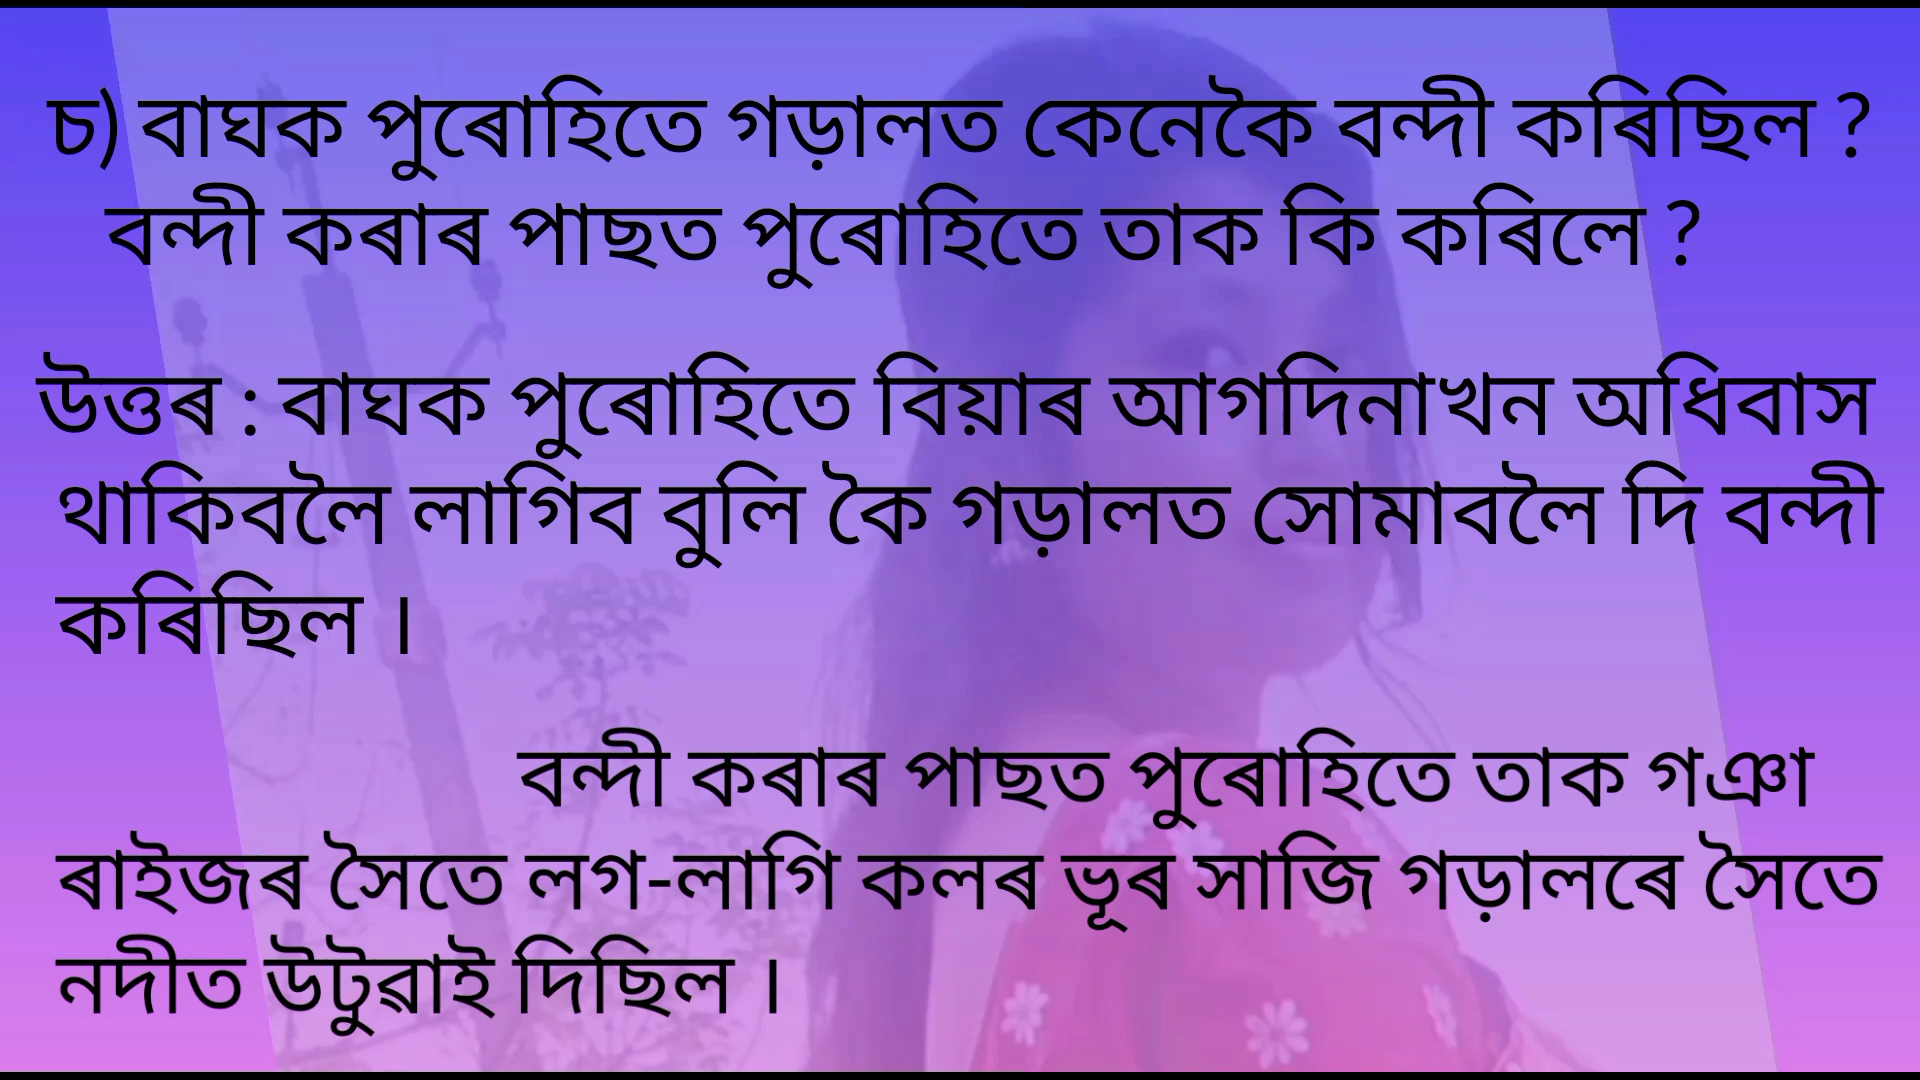 চ) বাঘক পুৰোহিতে গড়ালত কেনেকৈ বন্দী কৰিছিল ?
বন্দী কৰাৰ পাছত পুৰোহিতে তাক কি কৰিলে ?
উত্তৰ : বাঘক পুৰোহিতে বিয়াৰ আগদিনাখন অধিবাস
থাকিবলৈ লাগিব বুলি কৈ গড়ালত সোমাবলৈ দি বন্দী
কৰিছিল ।
বন্দী কৰাৰ পাছত পুৰোহিতে তাক গঞা
ৰাইজৰ সৈতে লগ-লাগি কলৰ ভূৰ সাজি গড়ালৰে সৈতে
নদীত উটুৱাই দিছিল ।